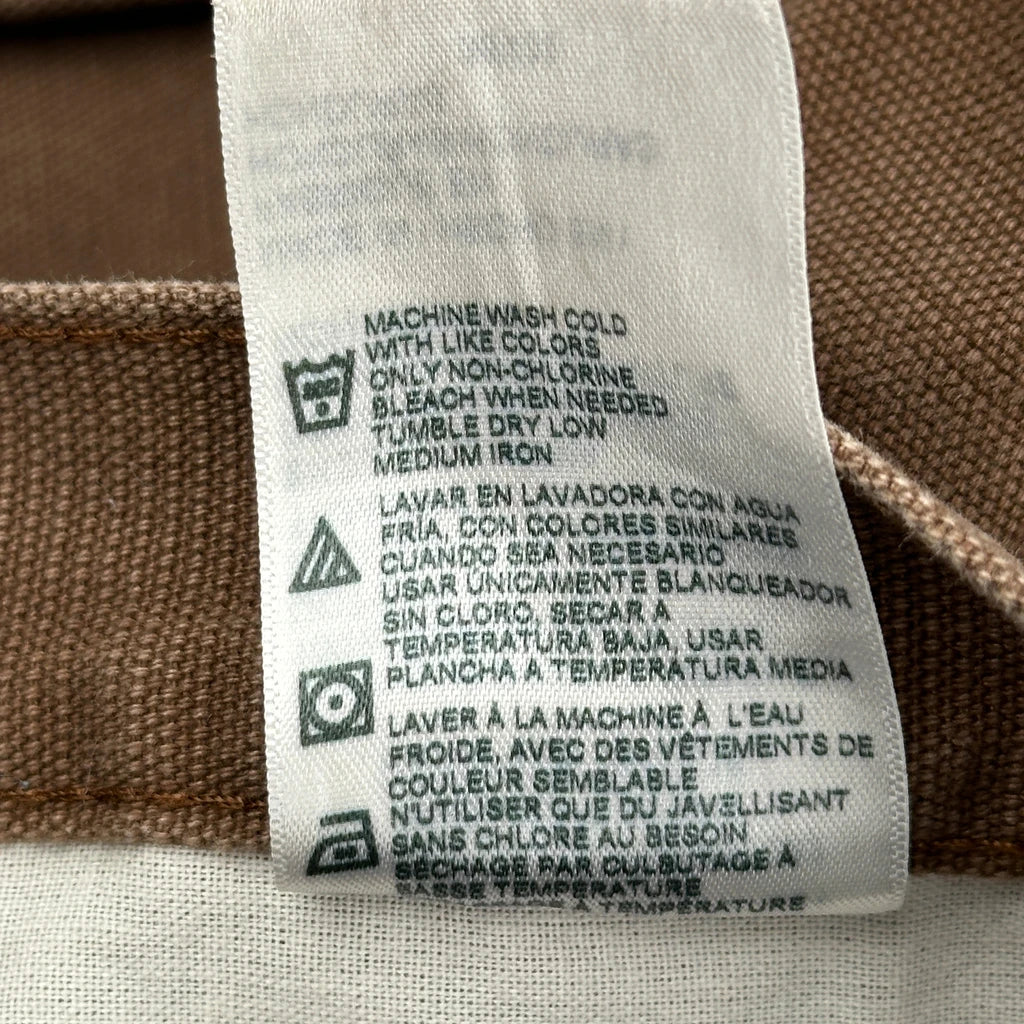 MACHINE WASH COLD
WITH LIKE COLORS
ONLY NON-CHLORINE
BLEACH WHEN NEEDED
TUMBLE DRY LOW
MEDIUM IRON
LAVAR EN LAVADORA CON AGUA
FRIA, CON COLORES SIMILARES
CUANDO SEA NECESARIO
USAR ÚNICAMENTE BLANQUEADOR
SIN CLORO, SECAR A
TEMPERATURA BAJA, USAR
PLANCHA A TEMPERATURA MEDIA
LAVER À LA MACHINE À L'EAU
FROIDE, AVEC DES VÊTEMENTS DE
COULEUR SEMBLABLE
N'UTILISER QUE DU JAVELLISANT
SANS CHLORE AU BESOIN
SÉCHAGE PAR CULBUTAGE À
BASSE TEMPÉRATURE
À TEMPÉRATURE